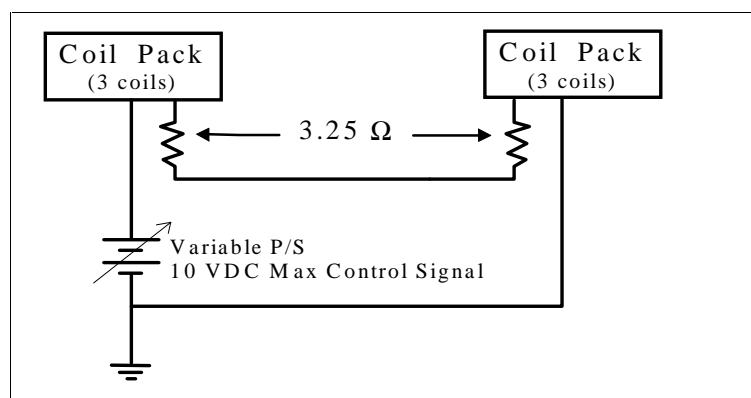 Coil Pack
(3 coils)
Coil Pack
(3 coils)
3.25 Ω
Variable P/S
10 VDC Max Control Signal